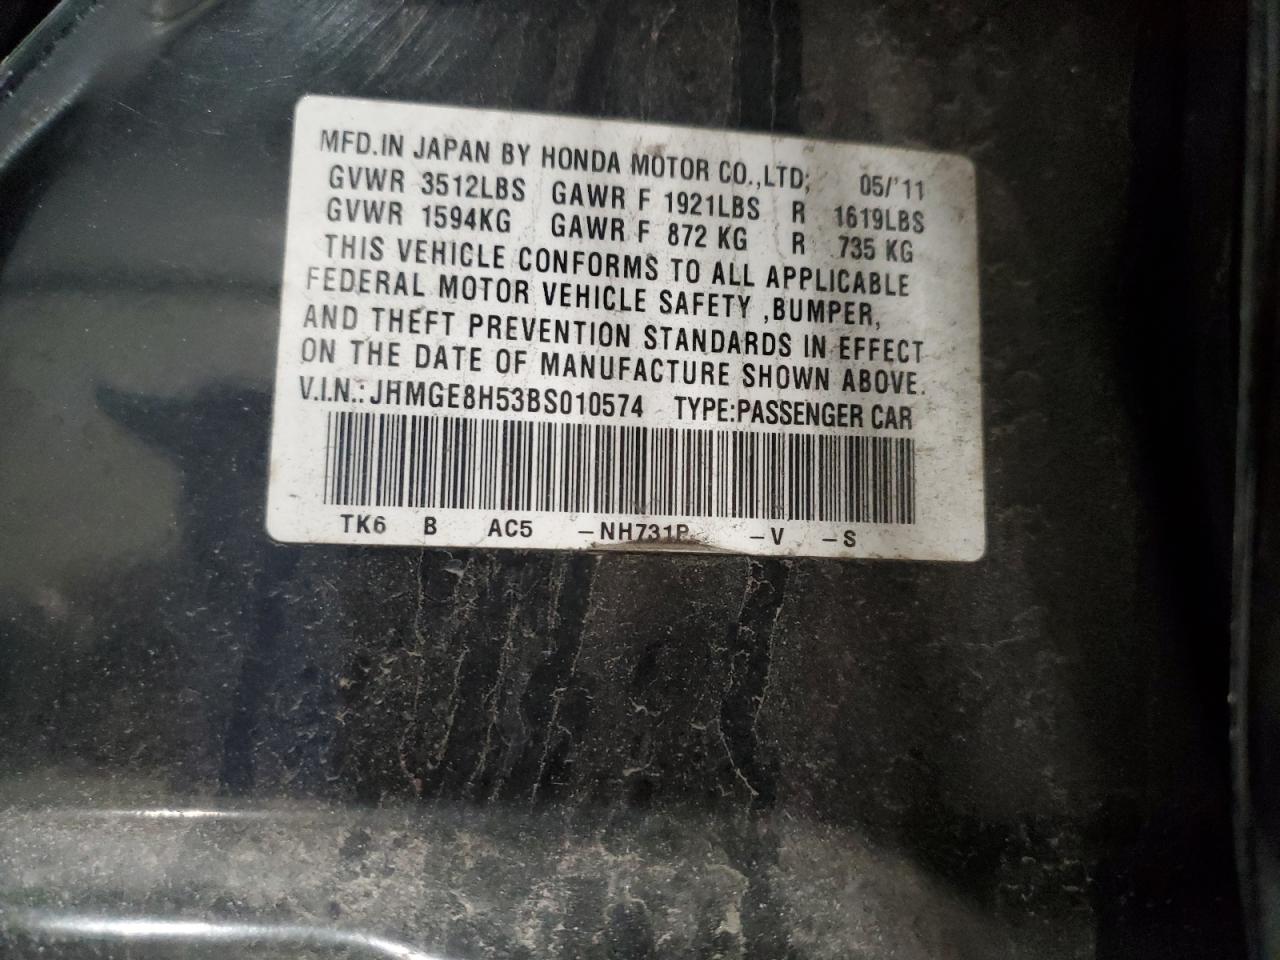 MFD.IN JAPAN BY HONDA MOTOR CO.,LTD; 05/'11
GVWR 3512LBS GAWR F 1921LBS R 1619LBS
GVWR 1594KG GAWR F 872 KG R 735 KG
THIS VEHICLE CONFORMS TO ALL APPLICABLE
FEDERAL MOTOR VEHICLE SAFETY ,BUMPER,
AND THEFT PREVENTION STANDARDS IN EFFECT
ON THE DATE OF MANUFACTURE SHOWN ABOVE.
V.I.N.: JHMGE8H53BS010574 TYPE:PASSENGER CAR
TK6 B AC5 –NH731P –V –S